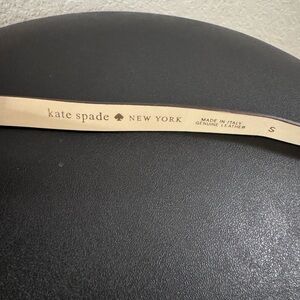 kate spade ♠ NEW YORK
MADE IN ITALY
GENUINE LEATHER
S